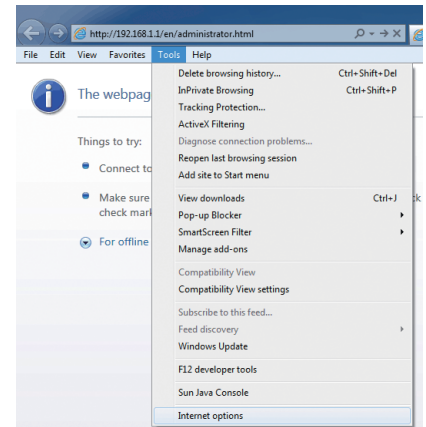 http://192.168.1.1/en/administrator.html
File Edit View Favorites Tools Help
Delete browsing history... Ctrl+Shift+Del
InPrivate Browsing Ctrl+Shift+P
Tracking Protection...
ActiveX Filtering
Diagnose connection problems...
Reopen last browsing session
Add site to Start menu
View downloads Ctrl+J
Pop-up Blocker
SmartScreen Filter
Manage add-ons
Compatibility View
Compatibility View settings
Subscribe to this feed...
Feed discovery
Windows Update
F12 developer tools
Sun Java Console
Internet options
The webpag
Things to try:
Connect to
Make sure
check mar
For offline